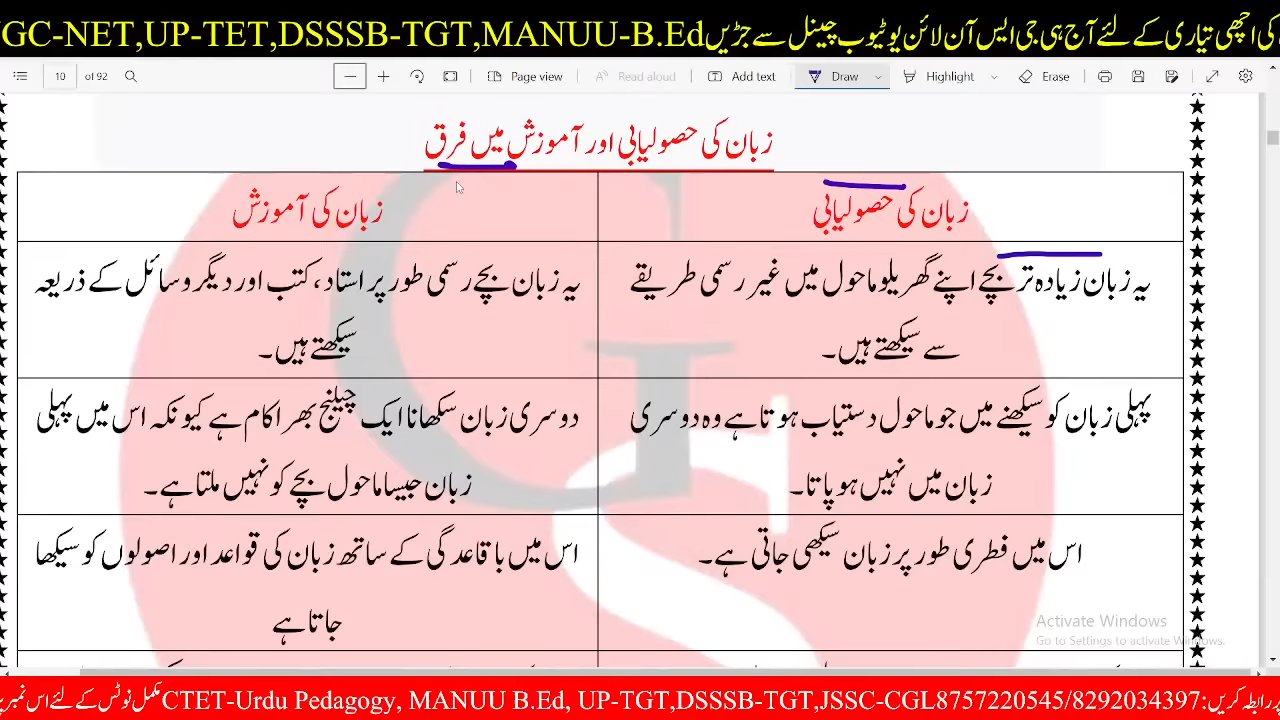 GC-NET,UP-TET,DSSSB-TGT,MANUU-B.Ed کی اچھی تیاری کے لئے آج ہی جی ایس آن لائن یوٹیوب چینل سے جڑیں
10 of 92 Page view Read aloud Add text Draw Highlight Erase
زبان کی حصولیابی اور آموزش میں فرق
زبان کی حصولیابی
زبان کی آموزش
یہ زبان زیادہ تر بچے اپنے گھریلو ماحول میں غیر رسمی طریقے
سے سیکھتے ہیں۔
یہ زبان بچے رسمی طور پر استاد، کتب اور دیگر وسائل کے ذریعہ
سیکھتے ہیں۔
پہلی زبان کو سیکھنے میں جو ماحول دستیاب ہوتا ہے وہ دوسری
زبان میں نہیں ہو پاتا۔
دوسری زبان سکھانا ایک چیلنج بھرا کام ہے کیونکہ اس میں پہلی
زبان جیسا ماحول بچے کو نہیں ملتا ہے۔
اس میں فطری طور پر زبان سیکھی جاتی ہے۔
اس میں باقاعدگی کے ساتھ زبان کی قواعد اور اصولوں کو سیکھا
جاتا ہے
Activate Windows
Go to Settings to activate Windows.
CTET-Urdu Pedagogy, MANUU B.Ed, UP-TGT,DSSSB-TGT,JSSC-CGL مکمل نوٹس کے لئے اس نمبر پر رابطہ کریں:8757220545/8292034397